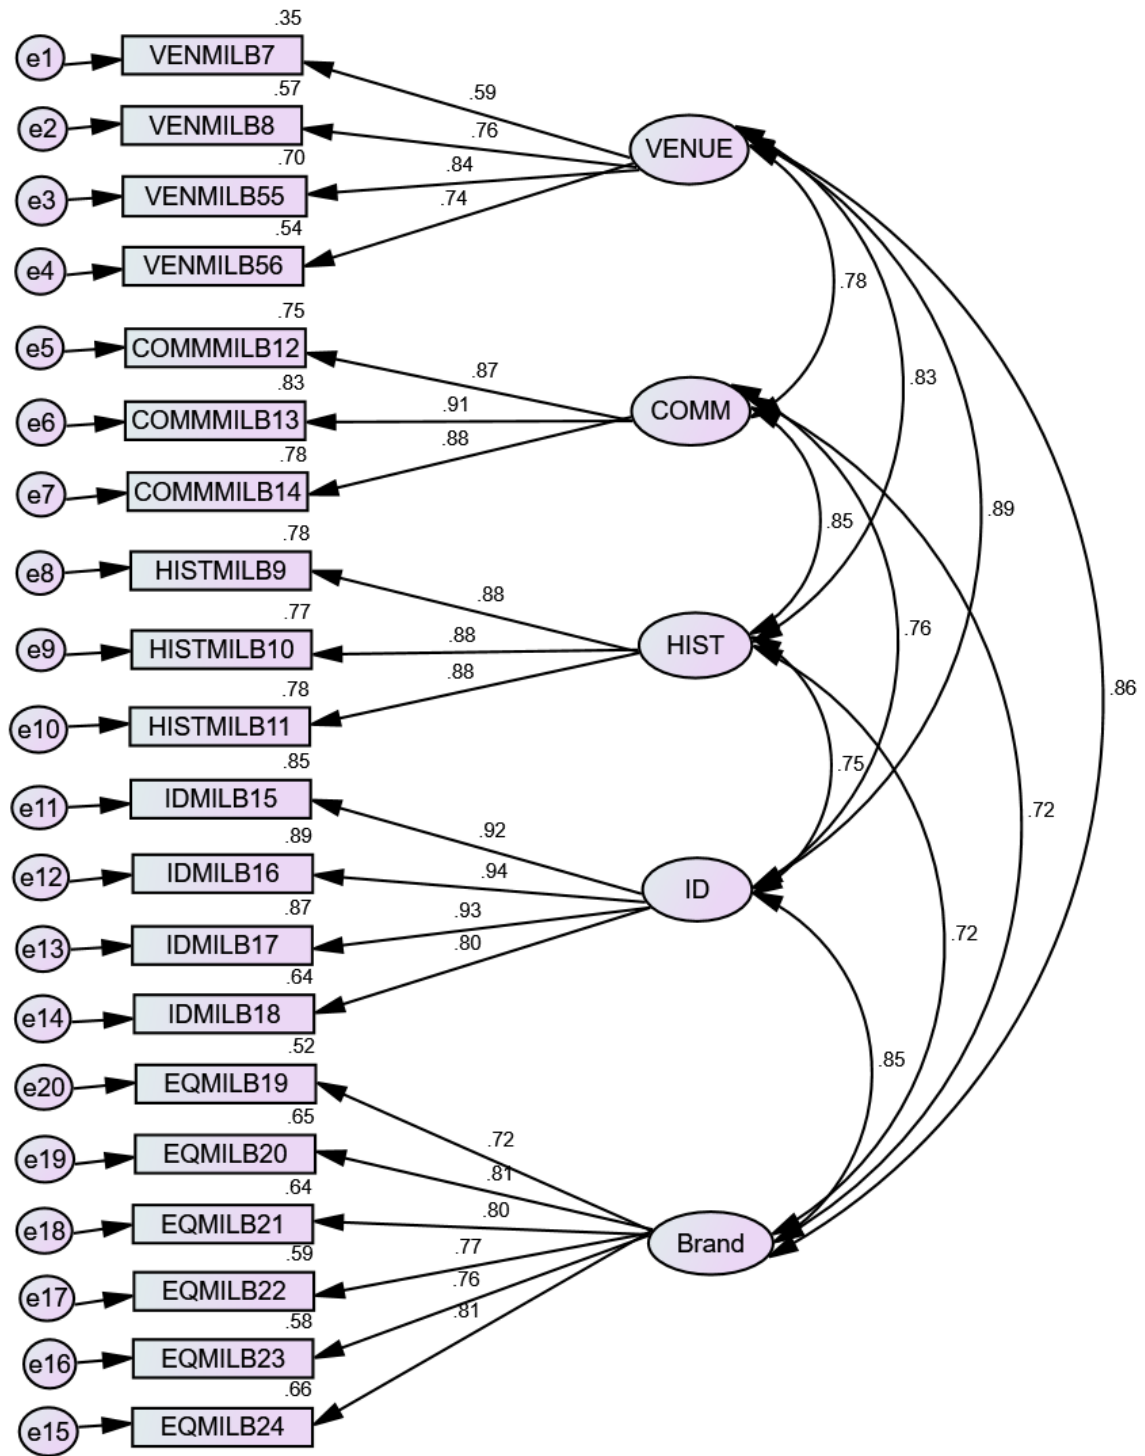 .35
e1 VENMILB7
.59
.57
e2 VENMILB8
.76
VENUE
.70
e3 VENMILB55
.84
.74
.54
e4 VENMILB56
.78
.75
e5 COMMMILB12
.87
.83
.83
e6 COMMMILB13
.91
COMM
.88
.78
e7 COMMMILB14
.89
.85
.78
e8 HISTMILB9
.88
.77
e9 HISTMILB10
.88
HIST
.76
.88
.78
e10 HISTMILB11
.86
.85
e11 IDMILB15
.75
.92
.72
.89
e12 IDMILB16
.94
ID
.87
.93
e13 IDMILB17
.80
.72
.64
e14 IDMILB18
.52
.85
e20 EQMILB19
.65
.72
e19 EQMILB20
.81
.64
.80
e18 EQMILB21
Brand
.59
.77
e17 EQMILB22
.76
.81
.58
e16 EQMILB23
.66
e15 EQMILB24